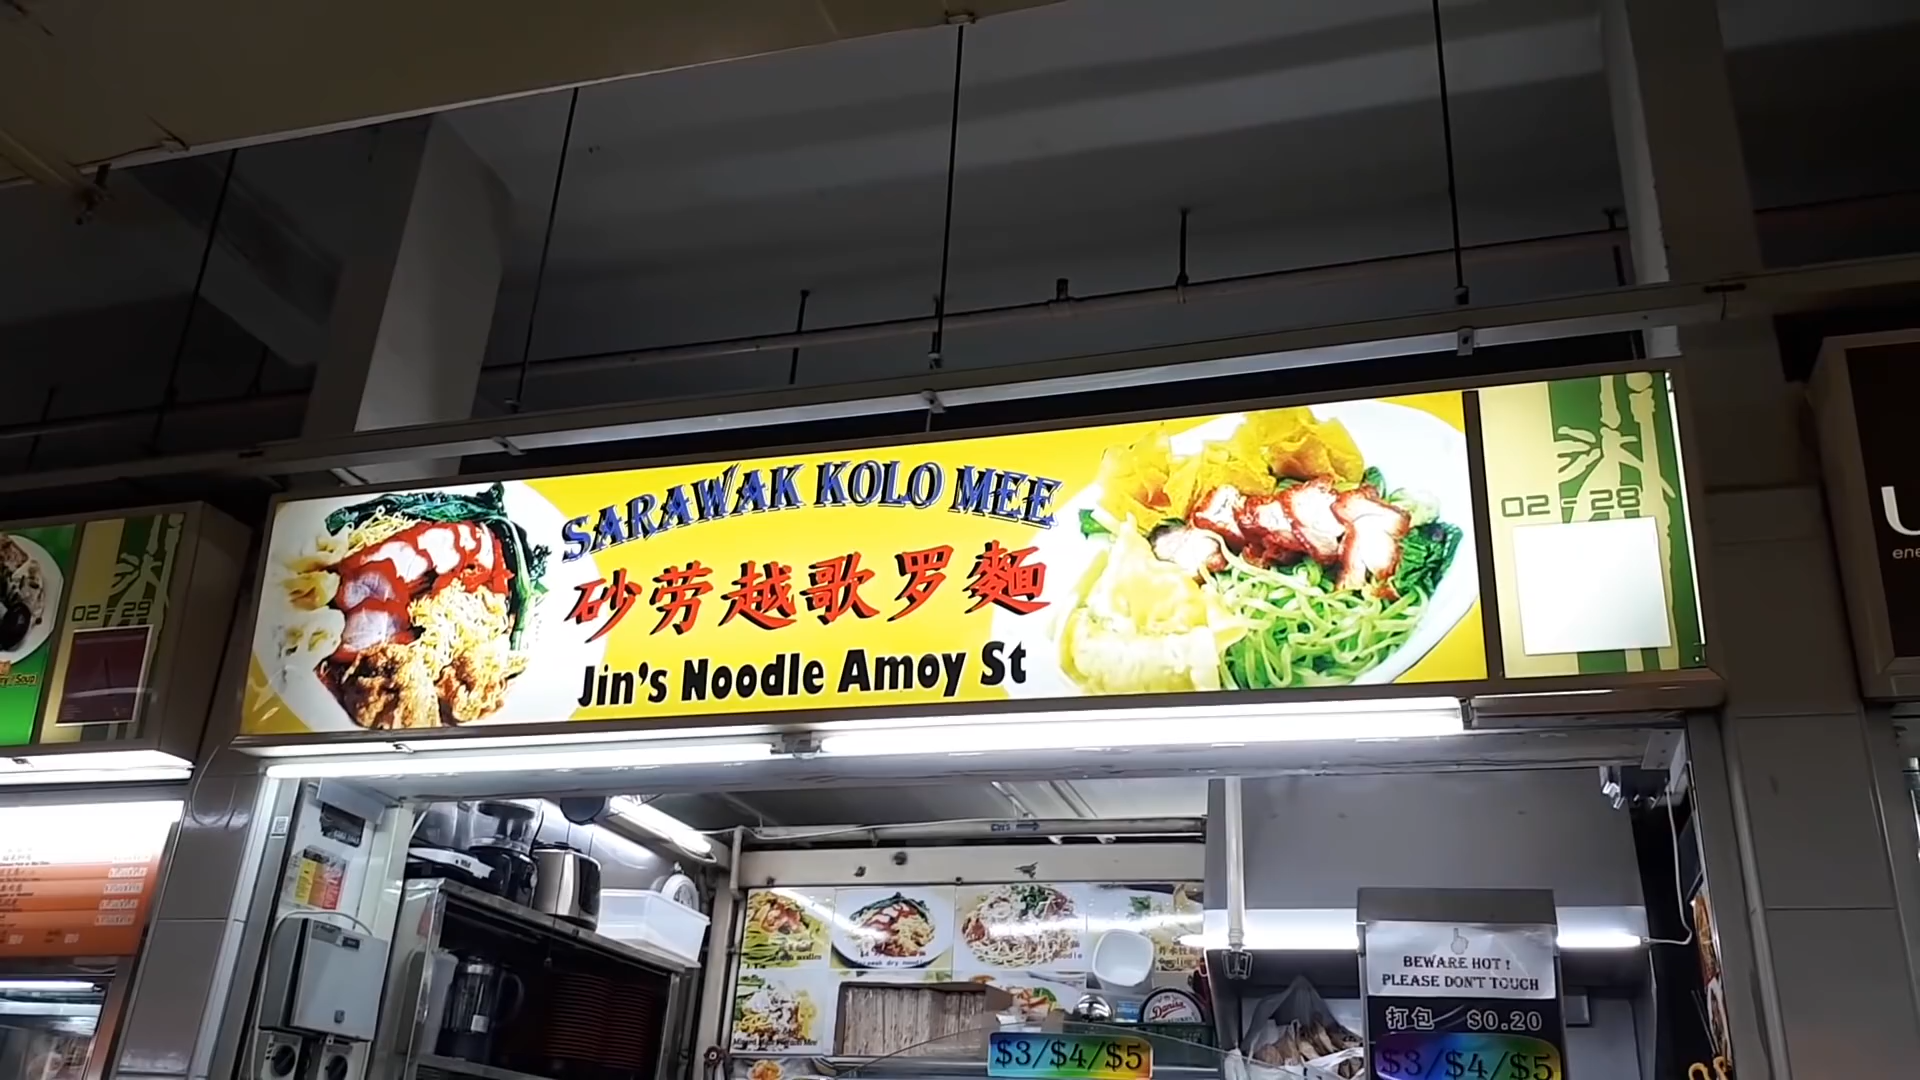 SARAWAK KOLO MEE
砂劳越歌罗麵
Jin's Noodle Amoy St
02 - 28
02 - 29
BEWARE HOT !
PLEASE DON'T TOUCH
打包 $0.20
$3/$4/$5
$3/$4/$5
Danisa